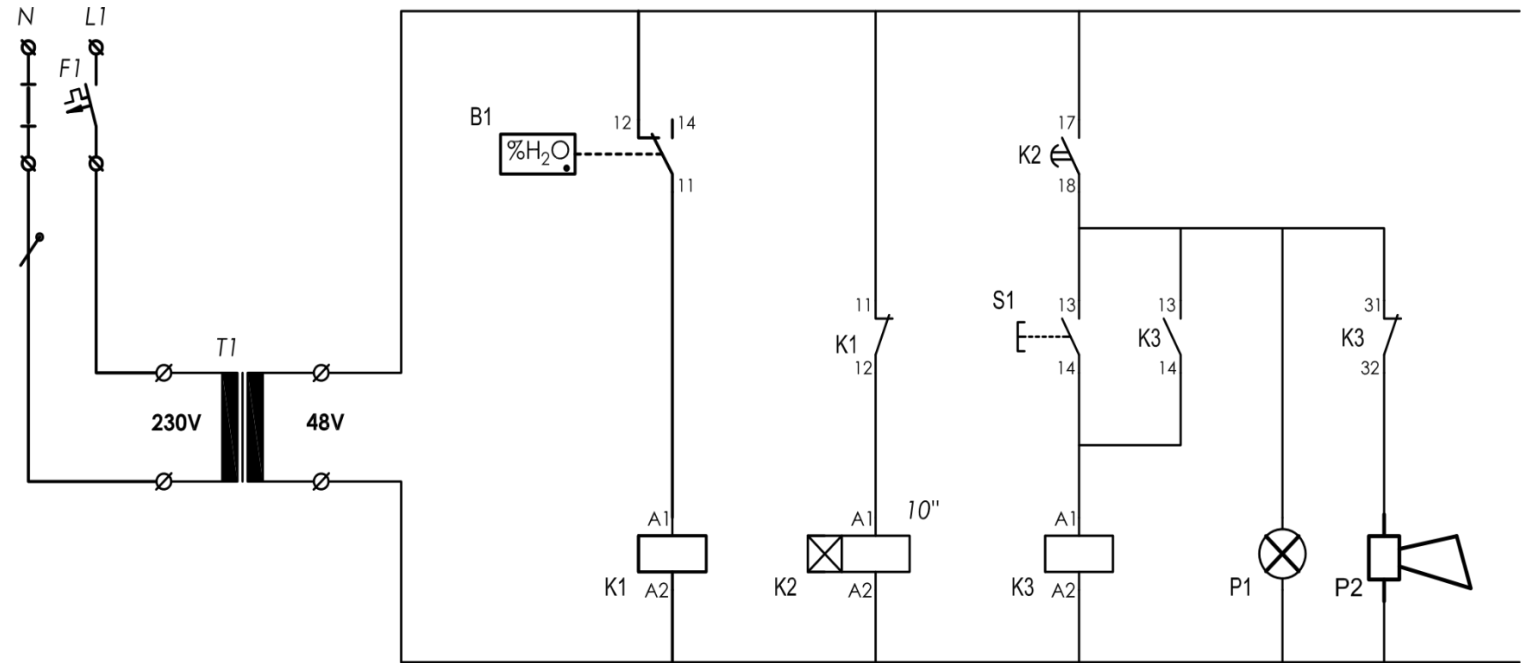 N L1
F1
B1
12 14
%H₂O
11
17
K2
18
11
K1
12
S1
13
14
13
K3
14
31
K3
32
T1
230V 48V
A1
K1 A2
A1 10"
K2 A2
A1
K3 A2
P1
P2